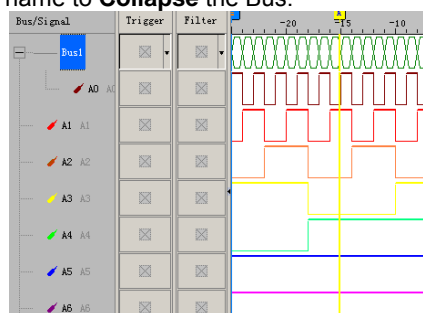 name to Collapse the Bus.
Bus/Signal Trigger Filter -20 A -15 -10
Bus1
A0 A0
A1 A1
A2 A2
A3 A3
A4 A4
A5 A5
A6 A6